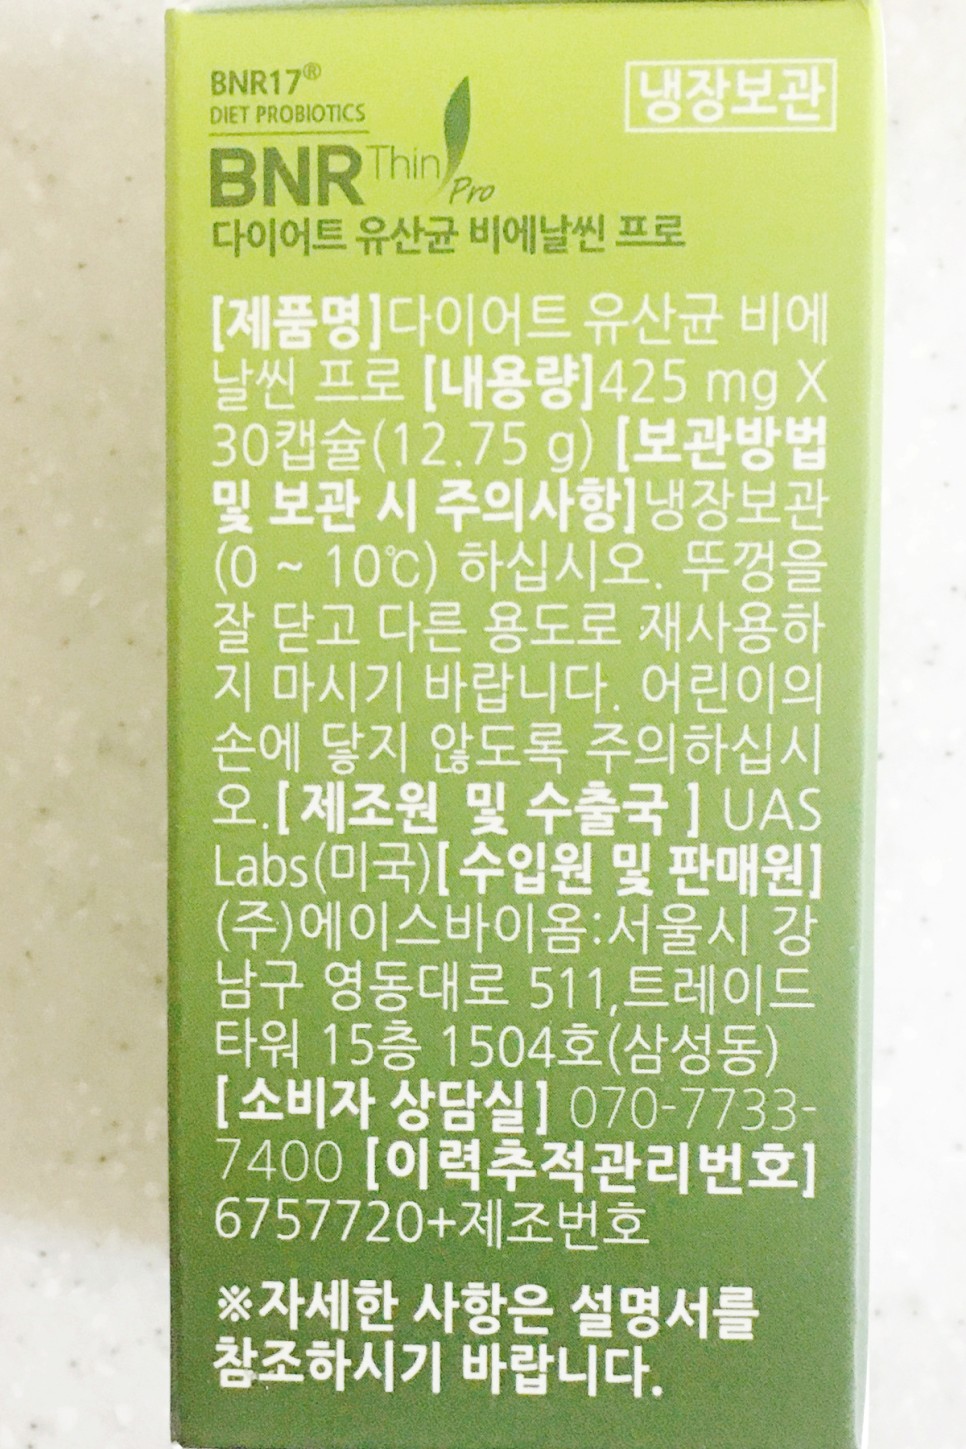 BNR17®
DIET PROBIOTICS
냉장보관
BNR Thin Pro
다이어트 유산균 비에날씬 프로
[제품명]다이어트 유산균 비에
날씬 프로 [내용량]425 mg X
30캡슐(12.75 g) [보관방법
및 보관 시 주의사항]냉장보관
(0 ~ 10℃) 하십시오. 뚜껑을
잘 닫고 다른 용도로 재사용하
지 마시기 바랍니다. 어린이의
손에 닿지 않도록 주의하십시
오.[제조원 및 수출국] UAS
Labs(미국)[수입원 및 판매원]
(주)에이스바이옴:서울시 강
남구 영동대로 511,트레이드
타워 15층 1504호(삼성동)
[소비자 상담실] 070-7733-
7400 [이력추적관리번호]
6757720+제조번호
※자세한 사항은 설명서를
참조하시기 바랍니다.